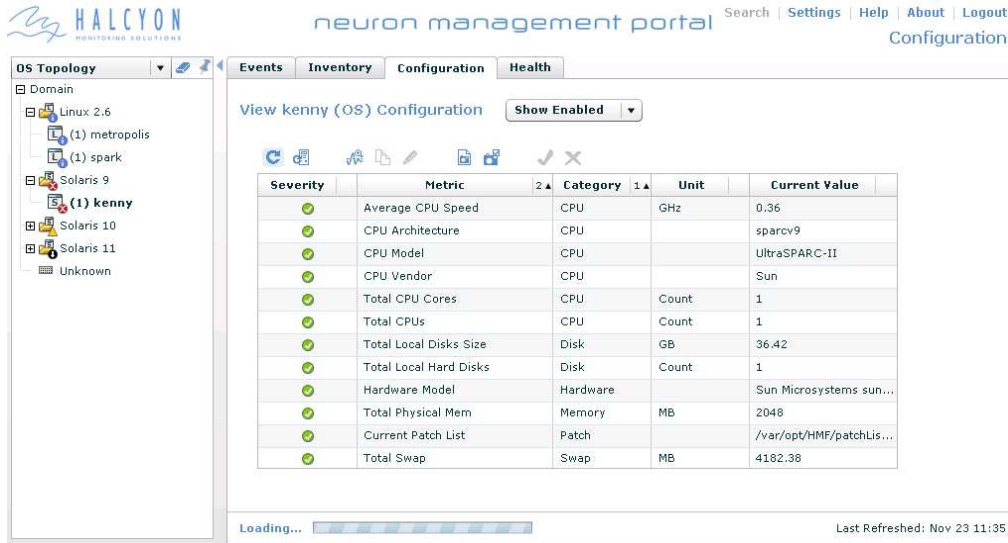 HALCYON
MONITORING SOLUTIONS
neuron management portal
Search | Settings | Help | About | Logout
Configuration
OS Topology
Domain
Linux 2.6
(1) metropolis
(1) spark
Solaris 9
(1) kenny
Solaris 10
Solaris 11
Unknown
Events Inventory Configuration Health
View kenny (OS) Configuration Show Enabled
Severity Metric 2 Category 1 Unit Current Value
Average CPU Speed CPU GHz 0.36
CPU Architecture CPU sparcv9
CPU Model CPU UltraSPARC-II
CPU Vendor CPU Sun
Total CPU Cores CPU Count 1
Total CPUs CPU Count 1
Total Local Disks Size Disk GB 36.42
Total Local Hard Disks Disk Count 1
Hardware Model Hardware Sun Microsystems sun...
Total Physical Mem Memory MB 2048
Current Patch List Patch /var/opt/HMF/patchLis...
Total Swap Swap MB 4182.38
Loading... Last Refreshed: Nov 23 11:35